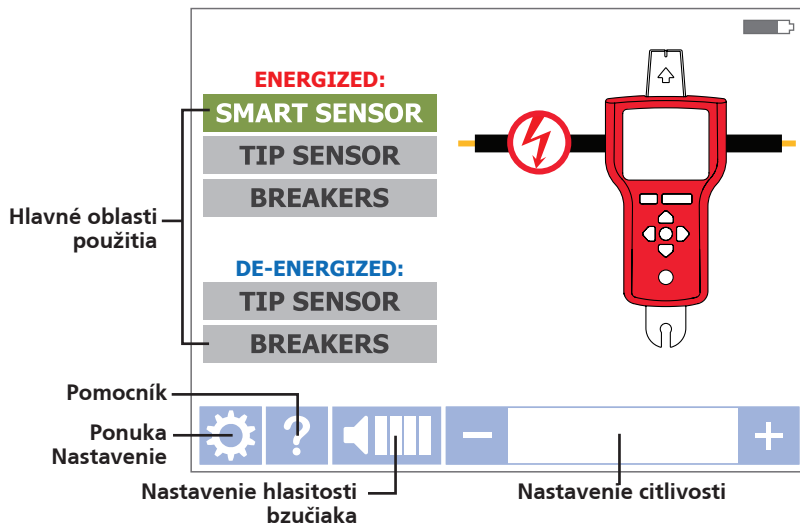 ENERGIZED:
SMART SENSOR
TIP SENSOR
BREAKERS
Hlavné oblasti
použitia
DE-ENERGIZED:
TIP SENSOR
BREAKERS
Pomocník
Ponuka
Nastavenie
?
Nastavenie hlasitosti
bzučiaka
Nastavenie citlivosti